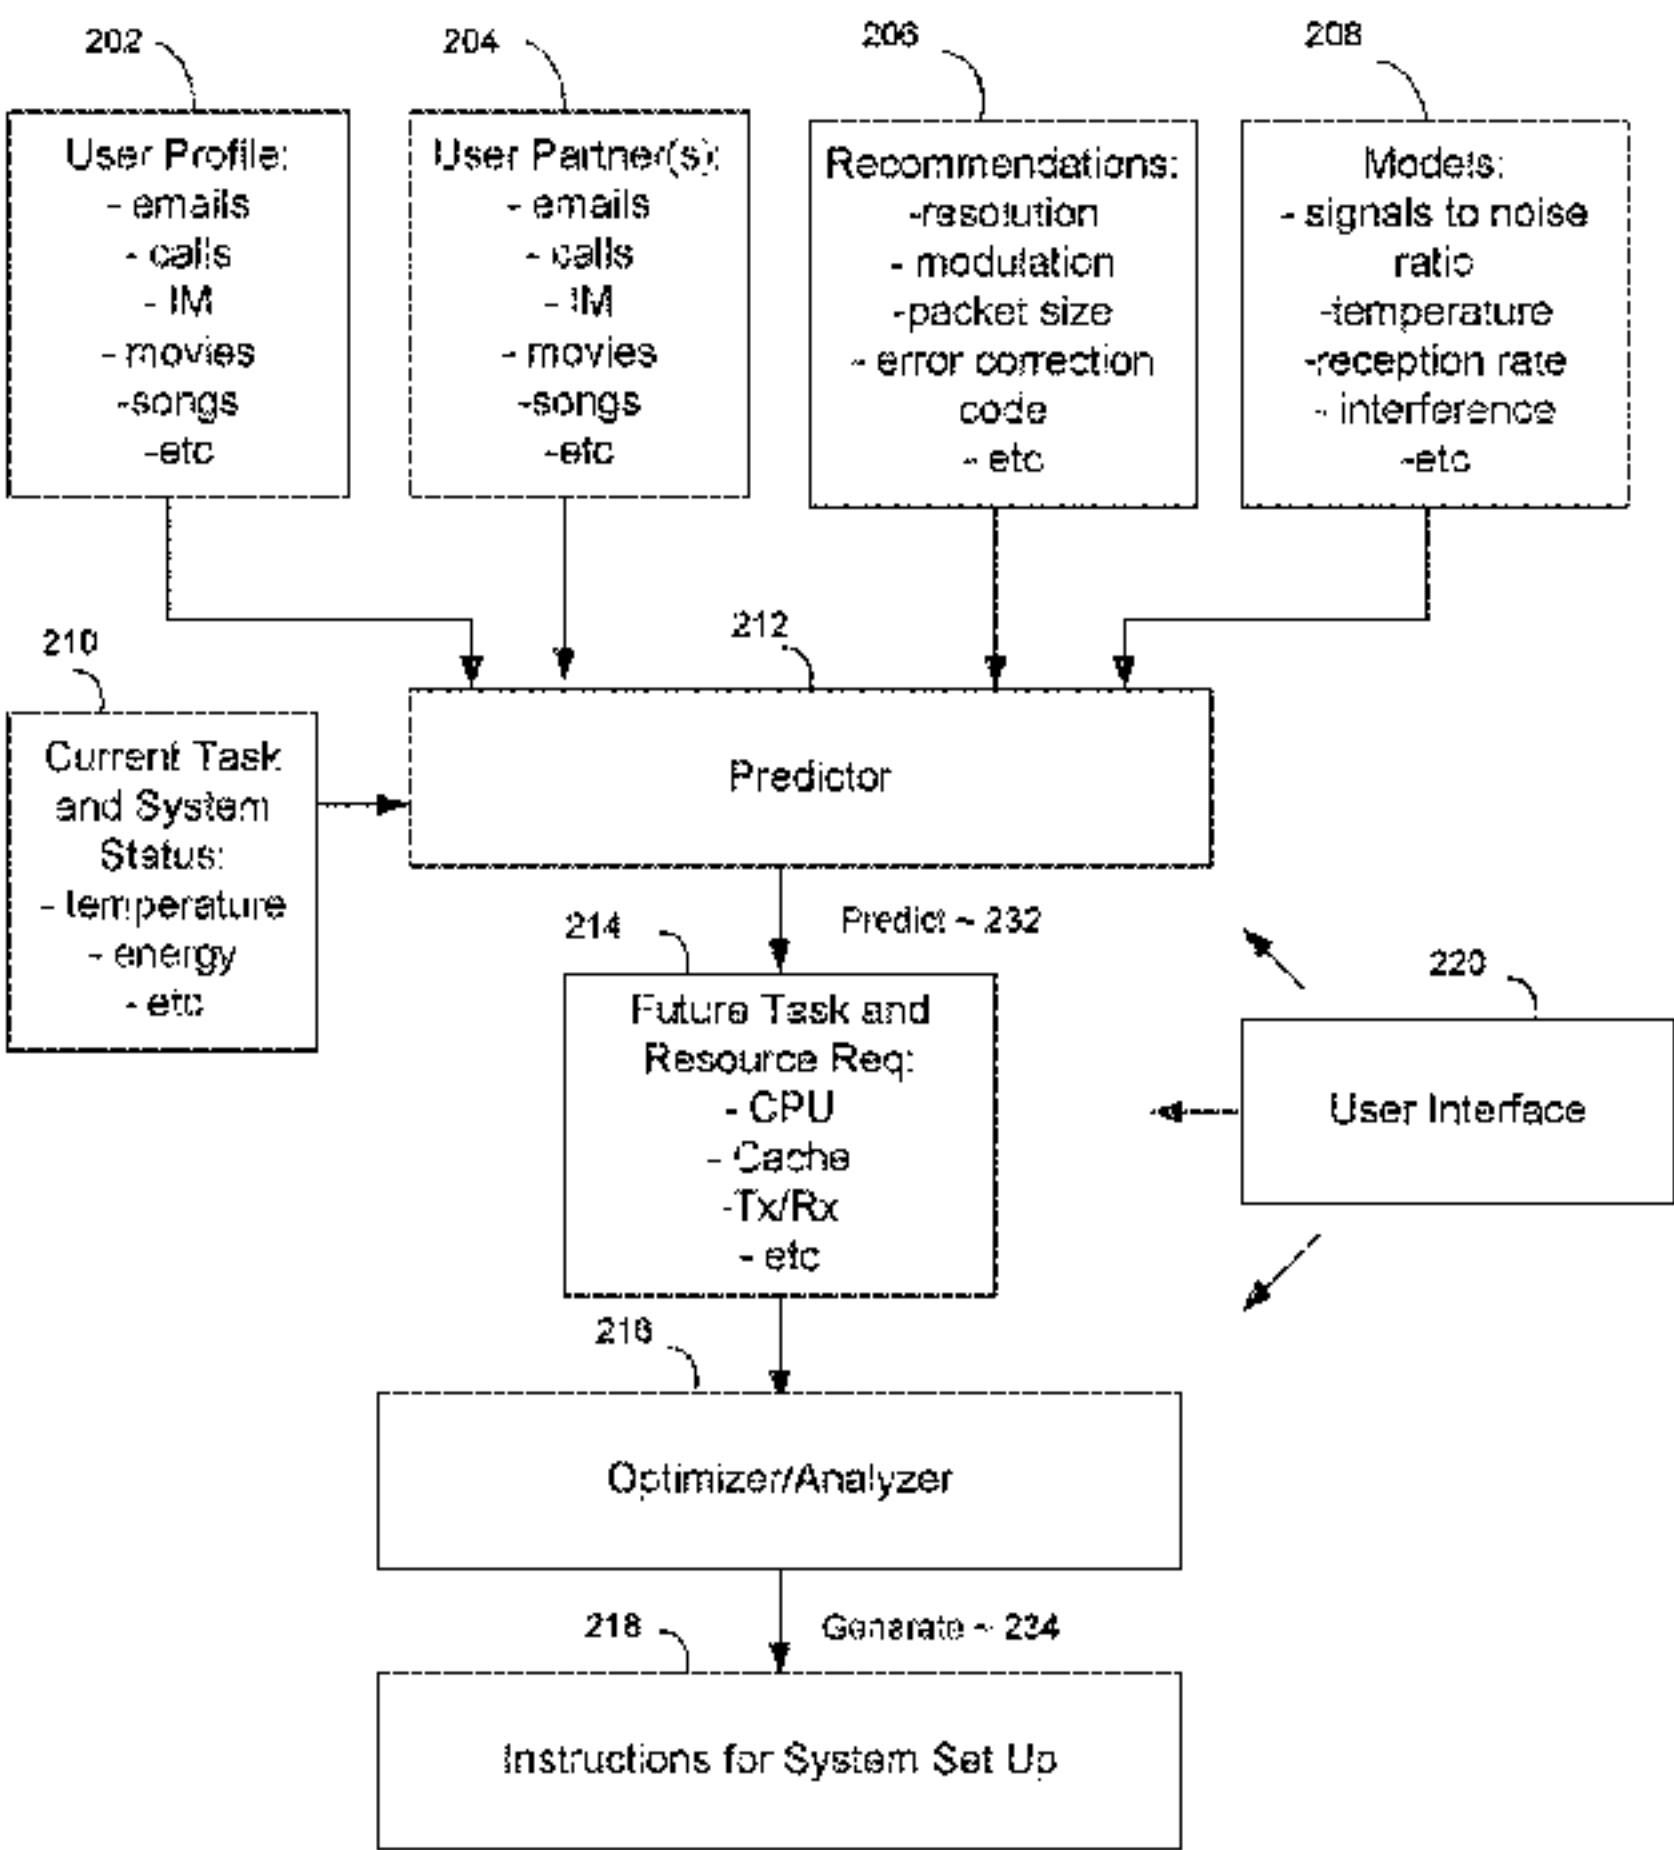 202
204
206
208
User Profile:
- emails
- calls
- IM
- movies
-songs
-etc
User Partner(s):
- emails
- calls
- IM
- movies
-songs
-etc
Recommendations:
-resolution
- modulation
-packet size
- error correction
code
- etc
Models:
- signals to noise
ratio
-temperature
-reception rate
- interference
-etc
210
212
Current Task
and System
Status:
- temperature
- energy
- etc
Predictor
214
Predict ~ 232
Future Task and
Resource Req:
- CPU
- Cache
-Tx/Rx
- etc
220
User Interface
216
Optimizer/Analyzer
218
Generate ~ 234
Instructions for System Set Up